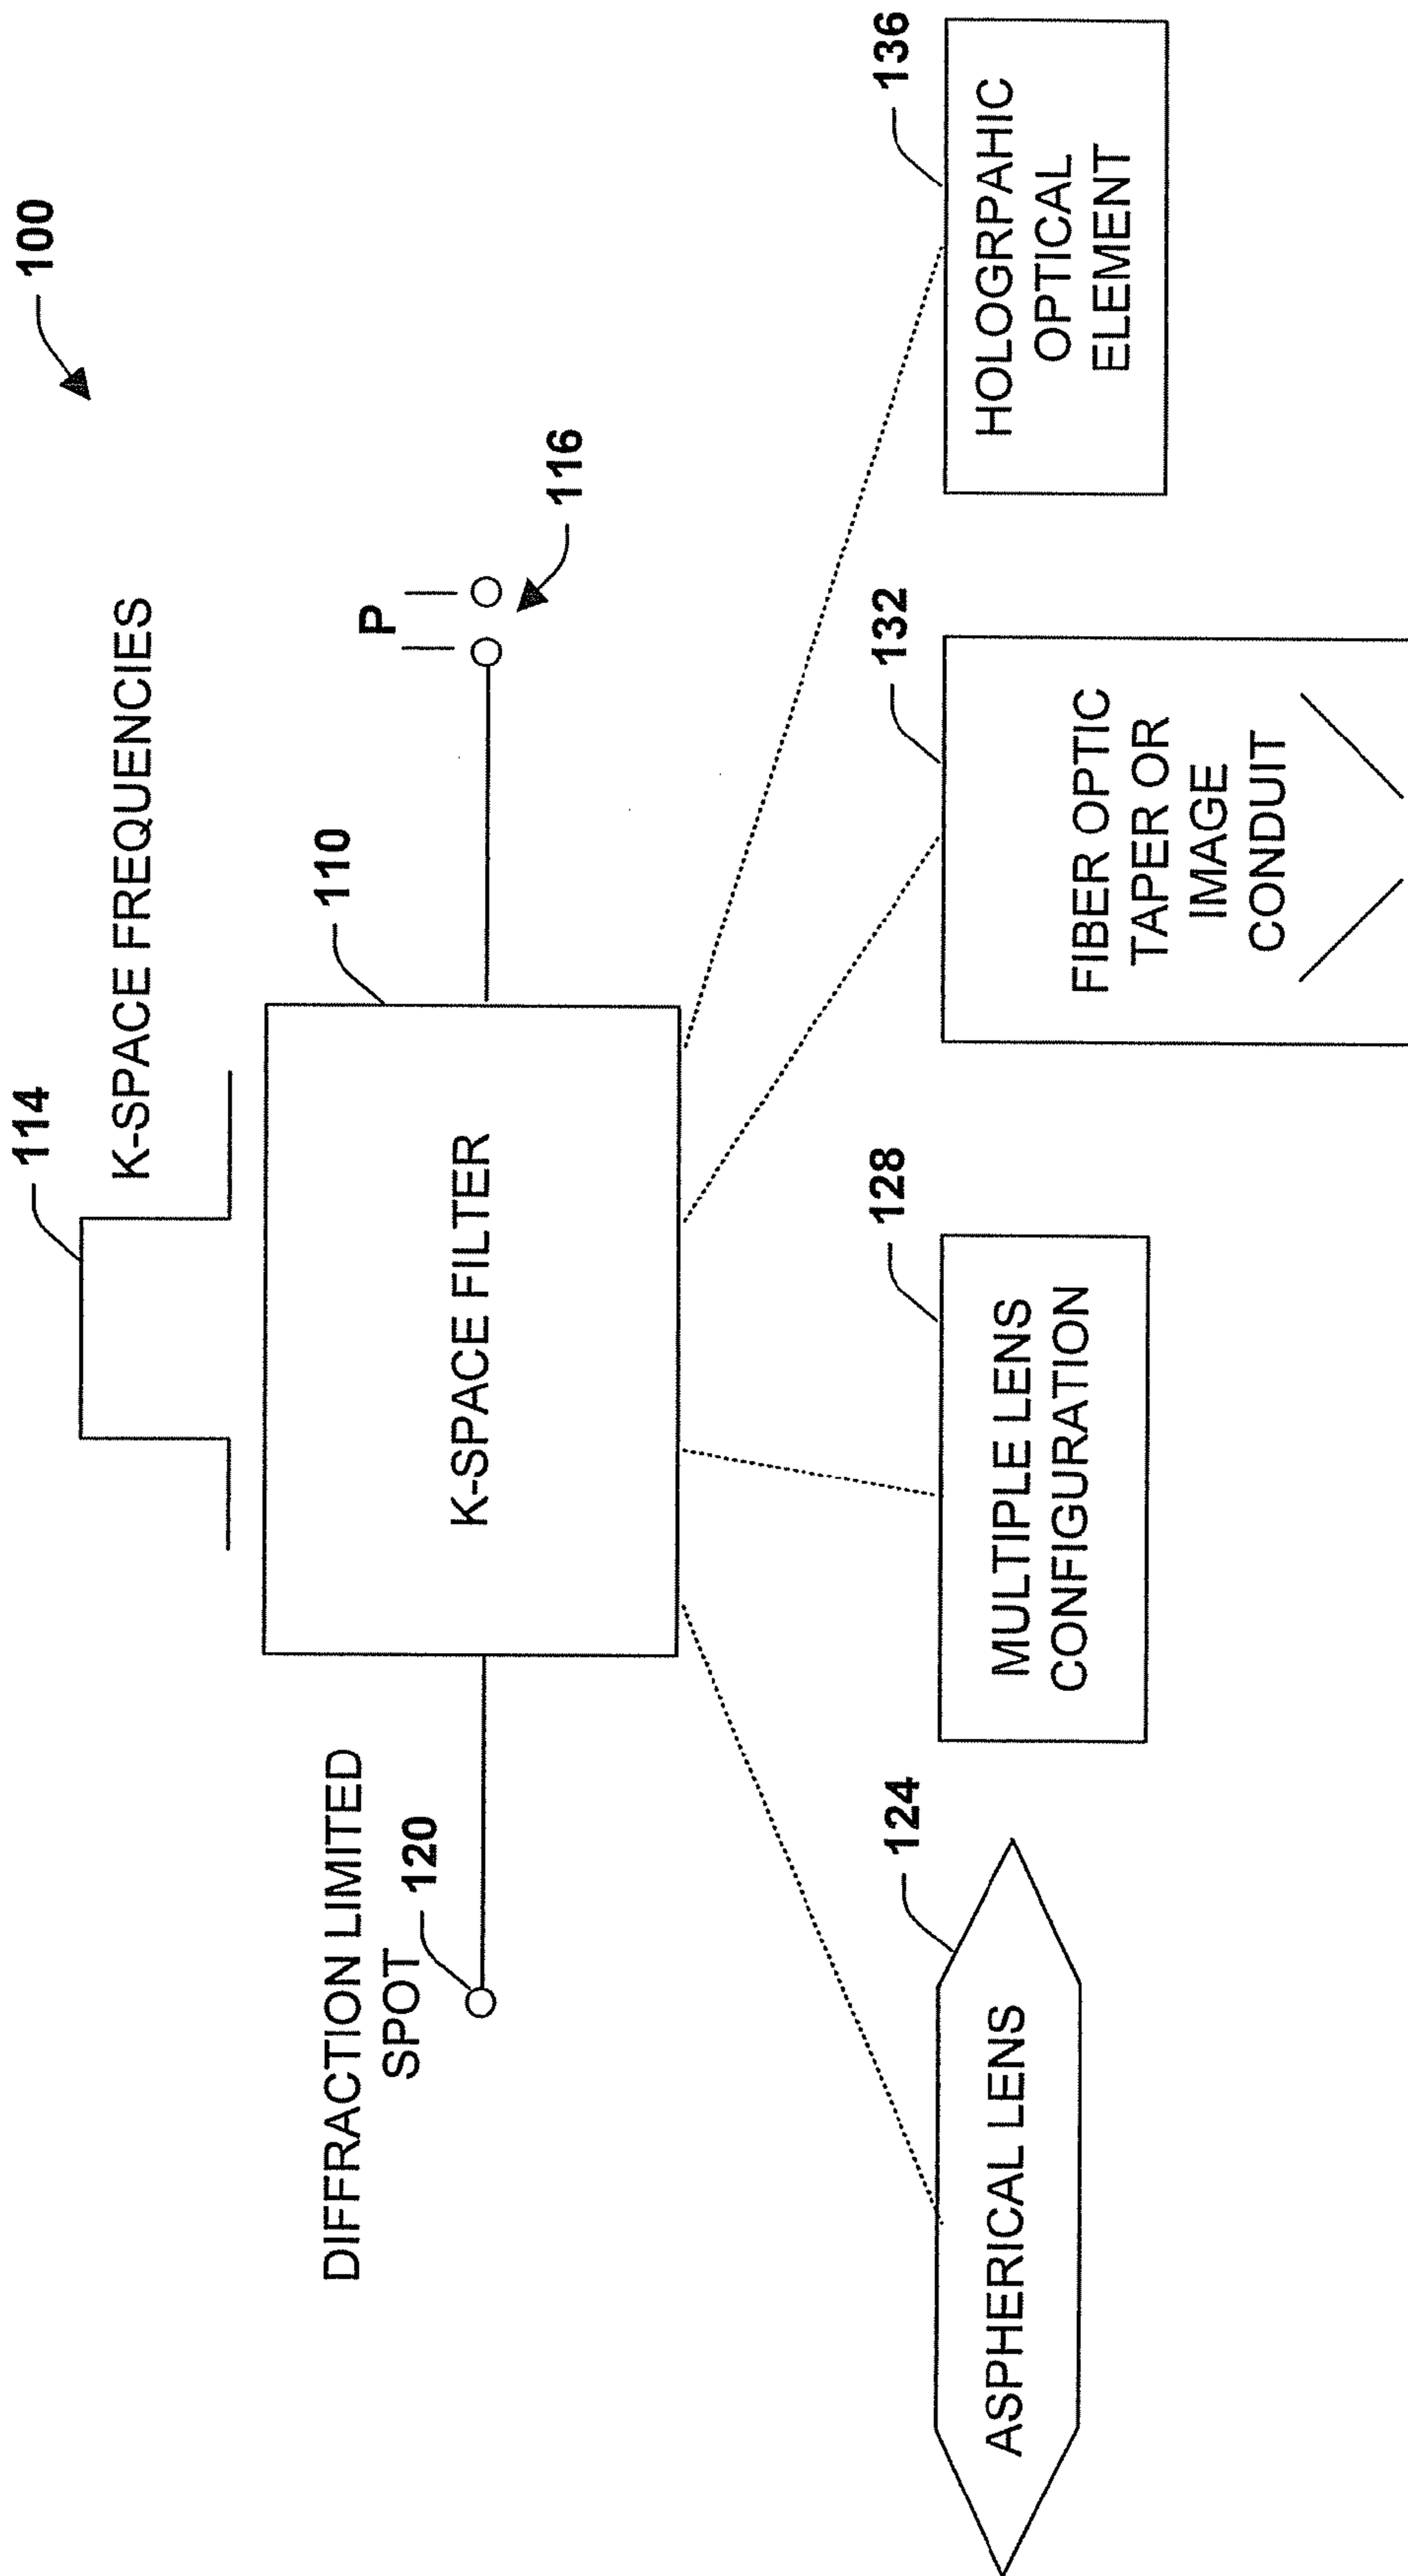 100
114
K-SPACE FREQUENCIES
110
K-SPACE FILTER
P
116
DIFFRACTION LIMITED
SPOT
120
124
ASPHERICAL LENS
128
MULTIPLE LENS
CONFIGURATION
132
FIBER OPTIC
TAPER OR
IMAGE
CONDUIT
136
HOLOGRPAHIC
OPTICAL
ELEMENT